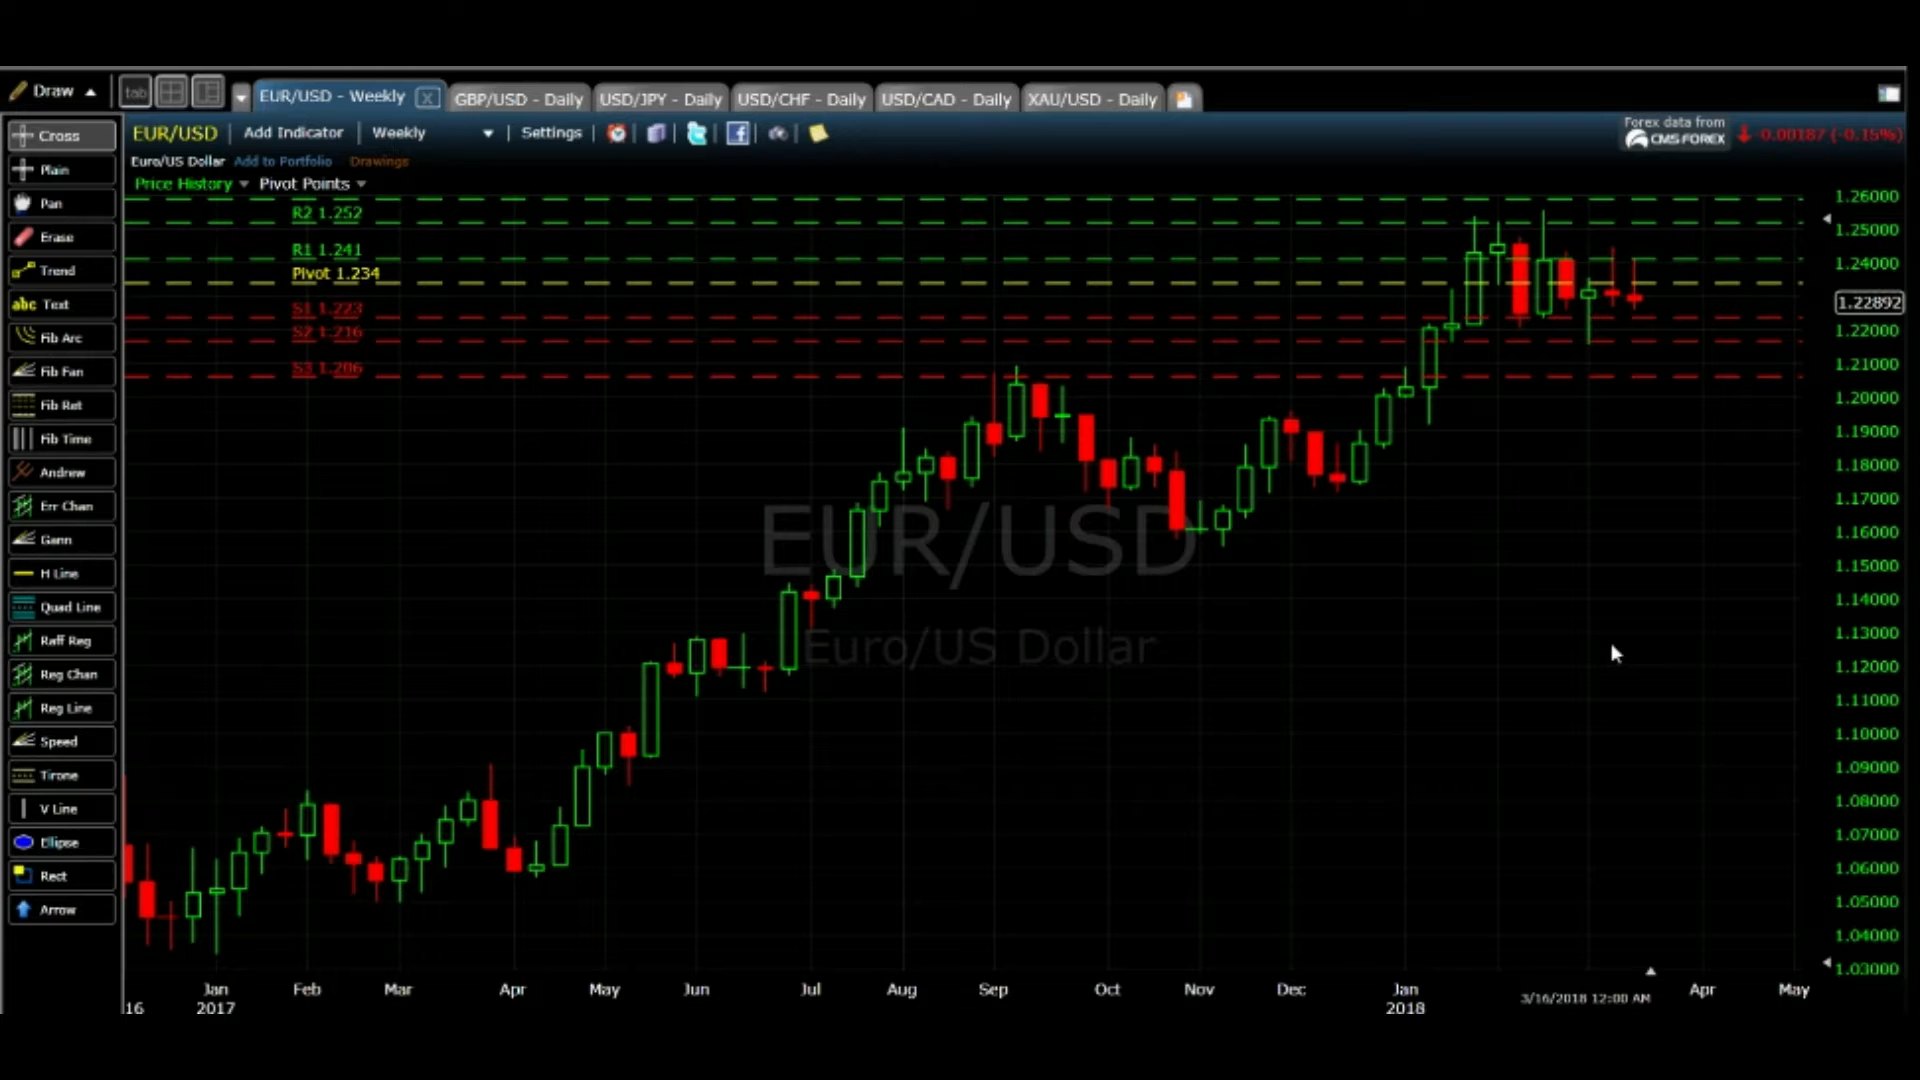 Draw
tab
EUR/USD - Weekly X
GBP/USD - Daily
USD/JPY - Daily
USD/CHF - Daily
USD/CAD - Daily
XAU/USD - Daily
EUR/USD
Add Indicator
Weekly
Settings
Forex data from
CMS FOREX
-0.00187 (-0.15%)
Euro/US Dollar Add to Portfolio Drawings
Price History Pivot Points
Cross
Plain
Pan
Erase
Trend
abc Text
Fib Arc
Fib Fan
Fib Ret
Fib Time
Andrew
Err Chan
Gann
H Line
Quad Line
Raff Reg
Reg Chan
Reg Line
Speed
Tirone
V Line
Ellipse
Rect
Arrow
R2 1.252
R1 1.241
Pivot 1.234
S1 1.223
S2 1.216
S3 1.206
EUR/USD
Euro/US Dollar
1.26000
1.25000
1.24000
1.22892
1.22000
1.21000
1.20000
1.19000
1.18000
1.17000
1.16000
1.15000
1.14000
1.13000
1.12000
1.11000
1.10000
1.09000
1.08000
1.07000
1.06000
1.05000
1.04000
1.03000
Jan Feb Mar Apr May Jun Jul Aug Sep Oct Nov Dec Jan 3/16/2018 12:00 AM Apr May
16 2017 2018